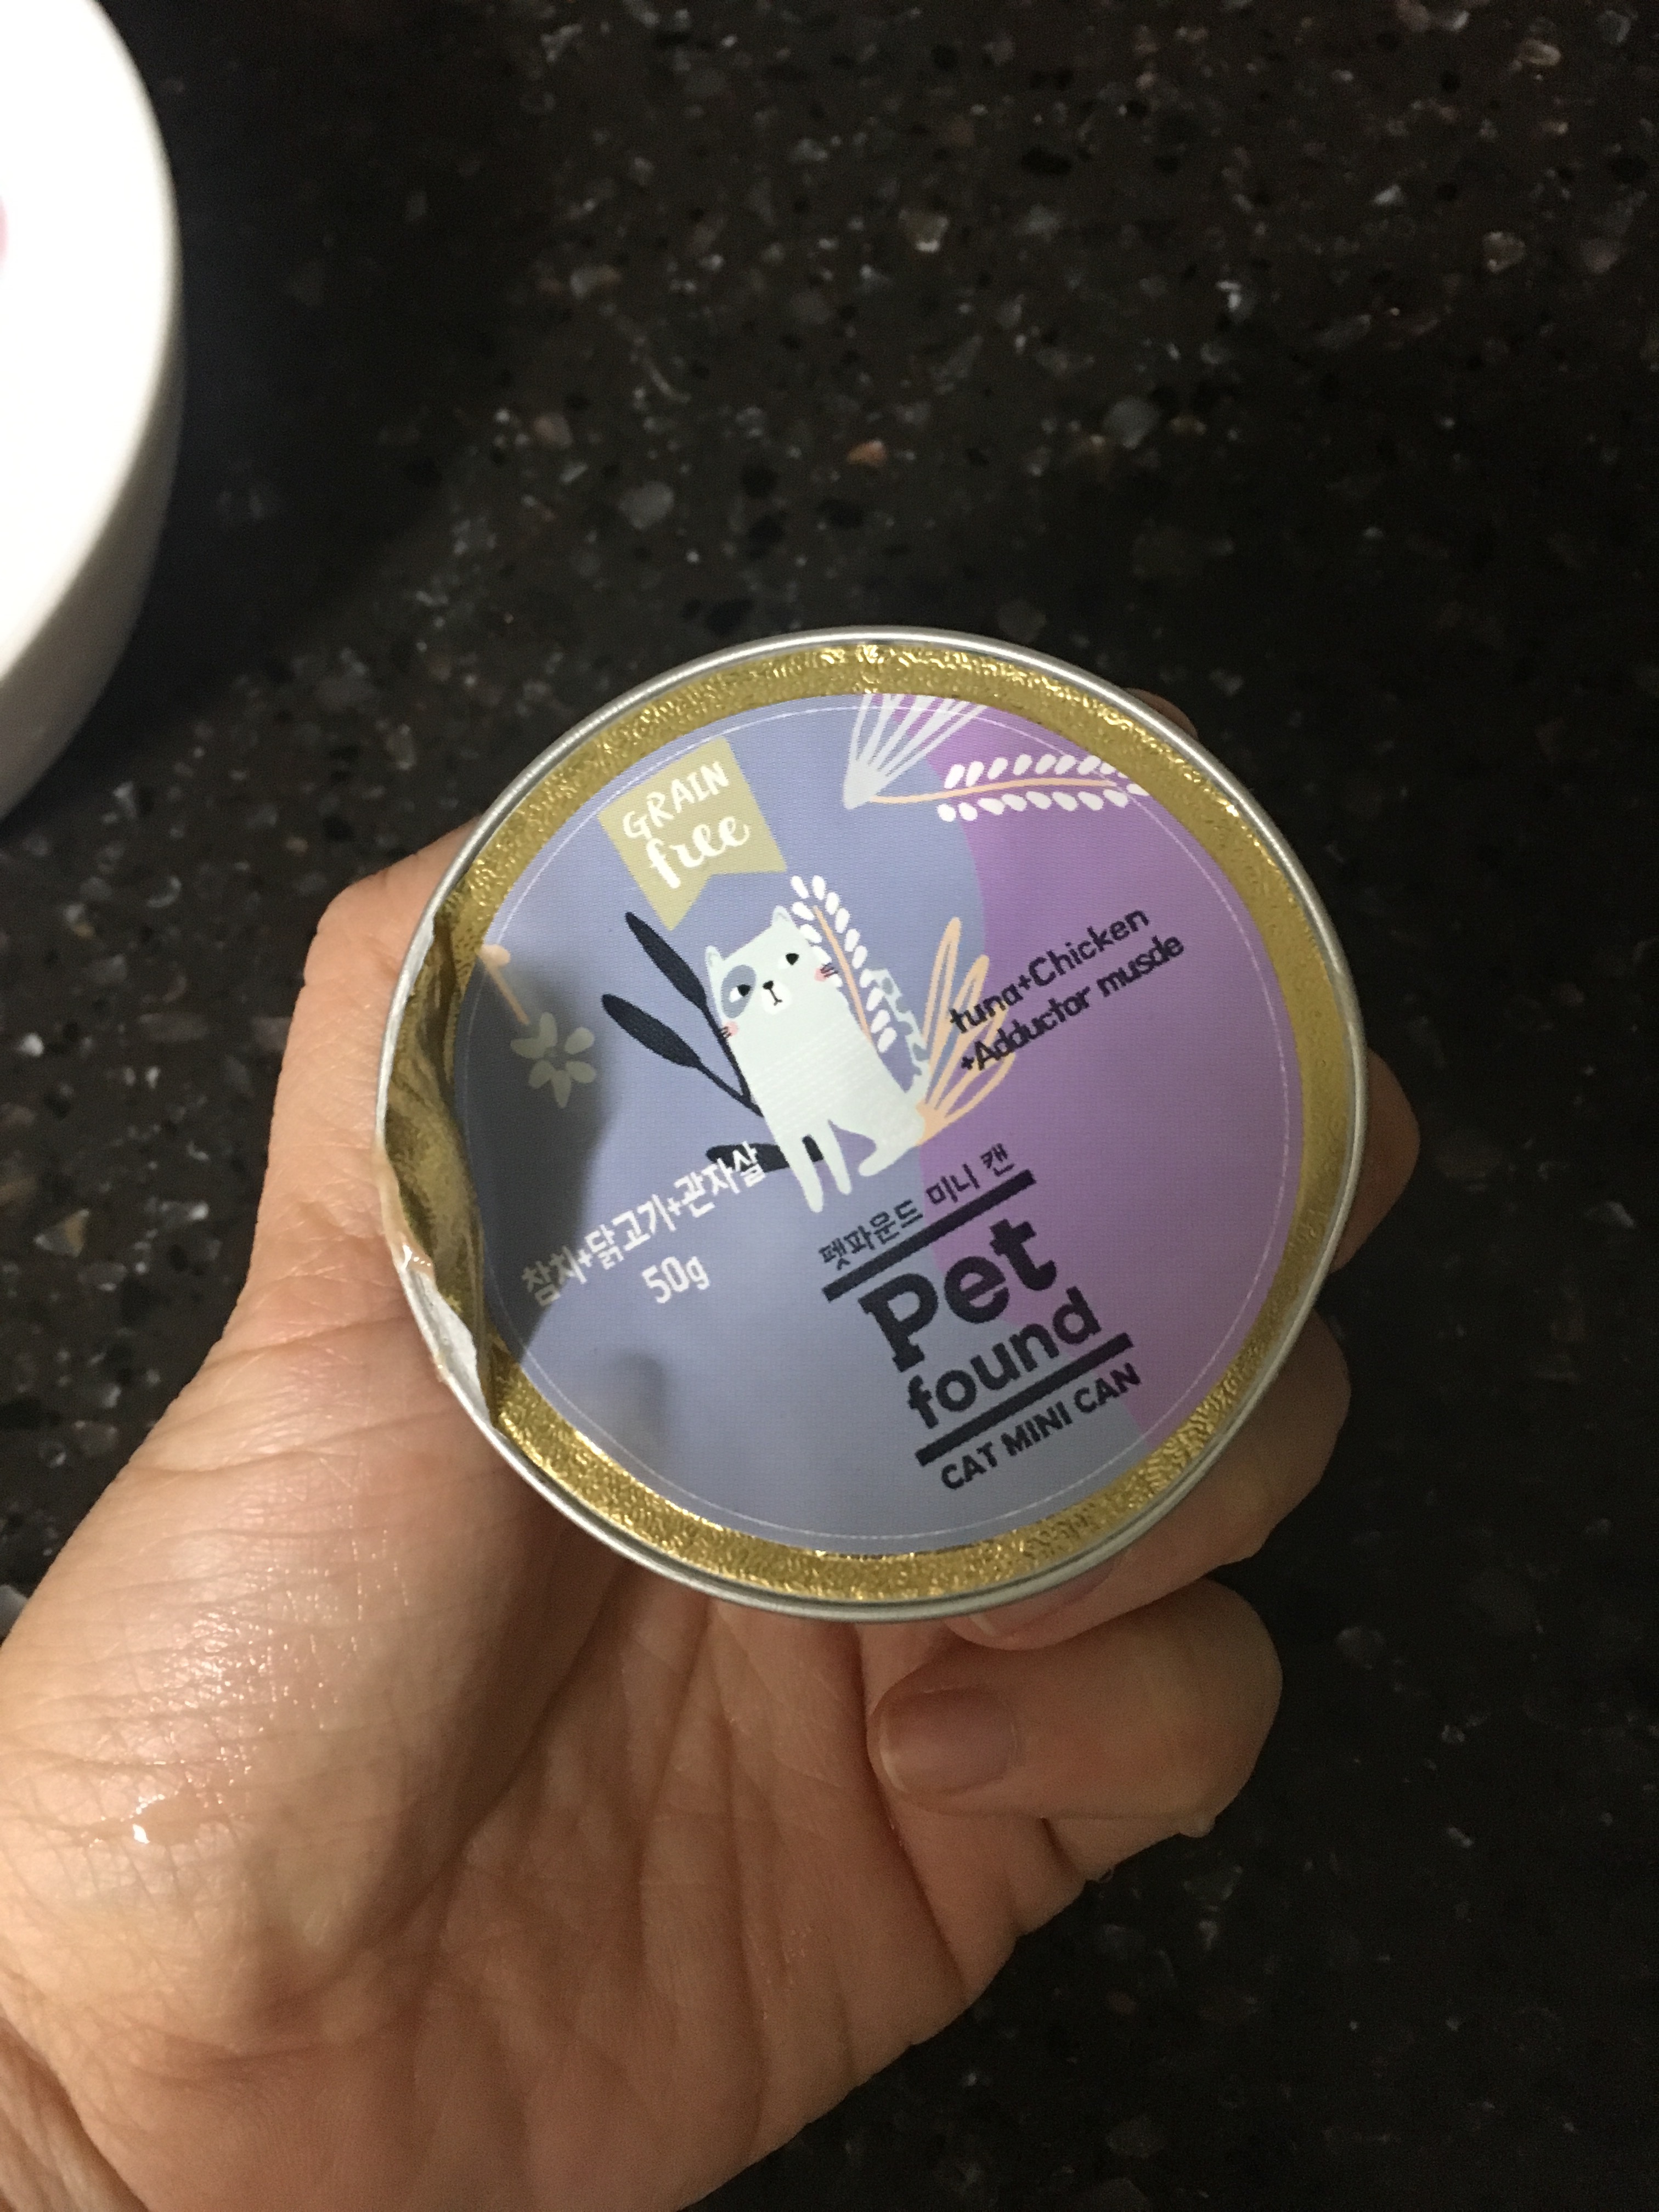 GRAIN
free
tuna+Chicken
+Adductor musde
참치+닭고기+관자살
50g
펫파운드 미니 캔
Pet
found
CAT MINI CAN